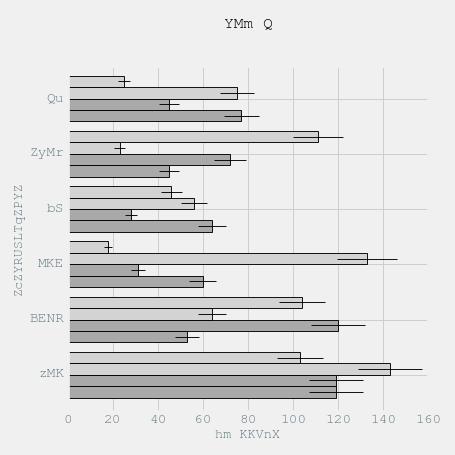 YMm Q
Qu
ZyMr
bS
MKE
BENR
zMK
ZcZYRUSLTqZPYZ
0 20 40 60 80 100 120 140 160
hm KKVnX